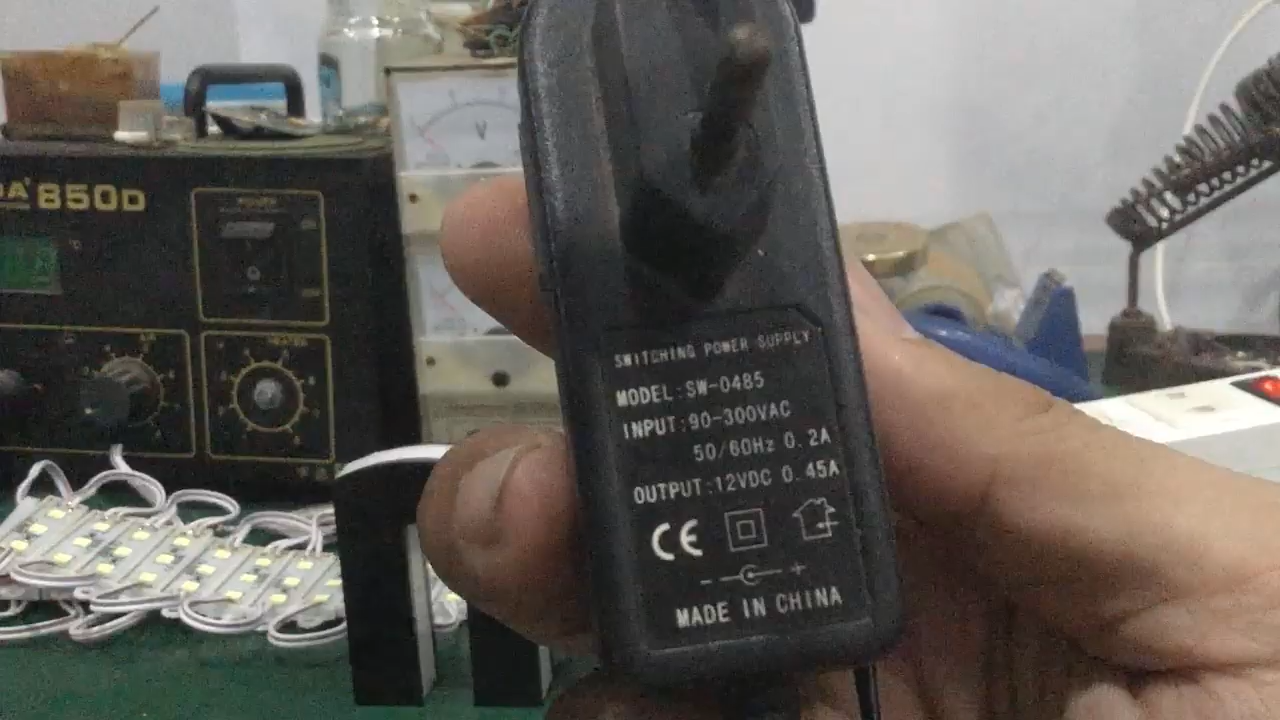 850D
V
SWITCHING POWER SUPPLY
MODEL:SW-0485
INPUT:90-300VAC
50/60Hz 0.2A
OUTPUT:12VDC 0.45A
CE
- +
MADE IN CHINA